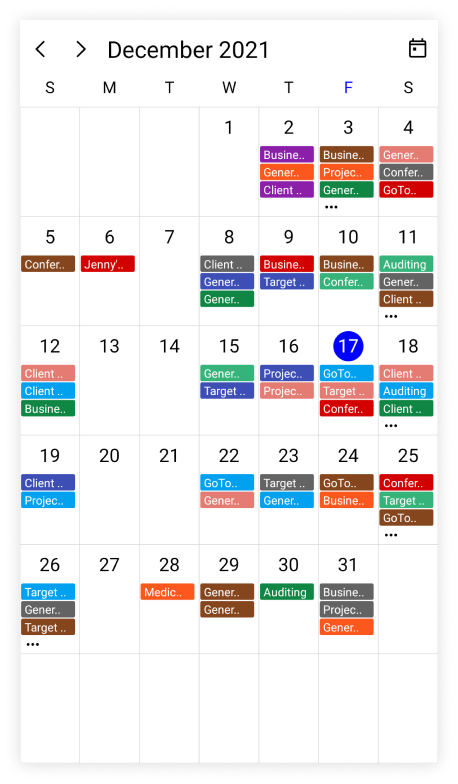 December 2021
S M T W T F S
1 2 3 4
Busine.. Busine.. Gener..
Gener.. Projec.. Confer..
Client .. Gener.. GoTo..
5 6 7 8 9 10 11
Confer.. Jenny'.. Client .. Busine.. Busine.. Auditing
Gener.. Target .. Confer.. Gener..
Gener.. Client ..
12 13 14 15 16 17 18
Client .. Gener.. Projec.. GoTo.. Client ..
Client .. Target .. Projec.. Target .. Auditing
Busine.. Confer.. Client ..
19 20 21 22 23 24 25
Client .. GoTo.. Target .. GoTo.. Confer..
Projec.. Gener.. Gener.. Busine.. Target ..
GoTo..
26 27 28 29 30 31
Target .. Medic.. Gener.. Auditing Busine..
Gener.. Gener.. Projec..
Target .. Gener..